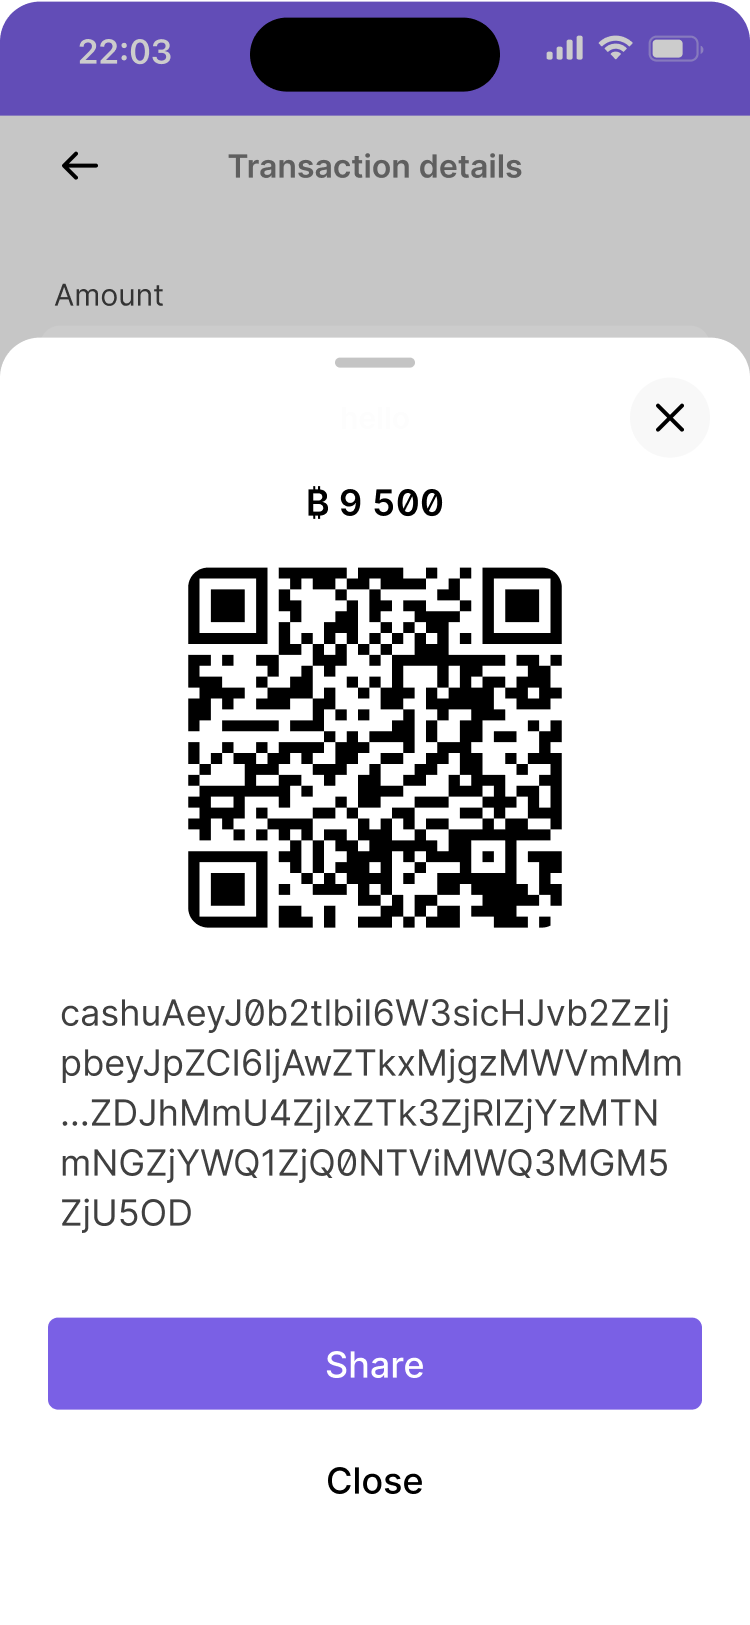 22:03
Transaction details
Amount
₿ 9 500
cashuAeyJ0b2tlbiI6W3sicHJvb2ZzIj
pbeyJpZCI6IjAwZTkxMjgzMWVmMm
...ZDJhMmU4ZjIxZTk3ZjRlZjYzMTN
mNGZjYWQ1ZjQ0NTViMWQ3MGM5
ZjU5OD
Share
Close